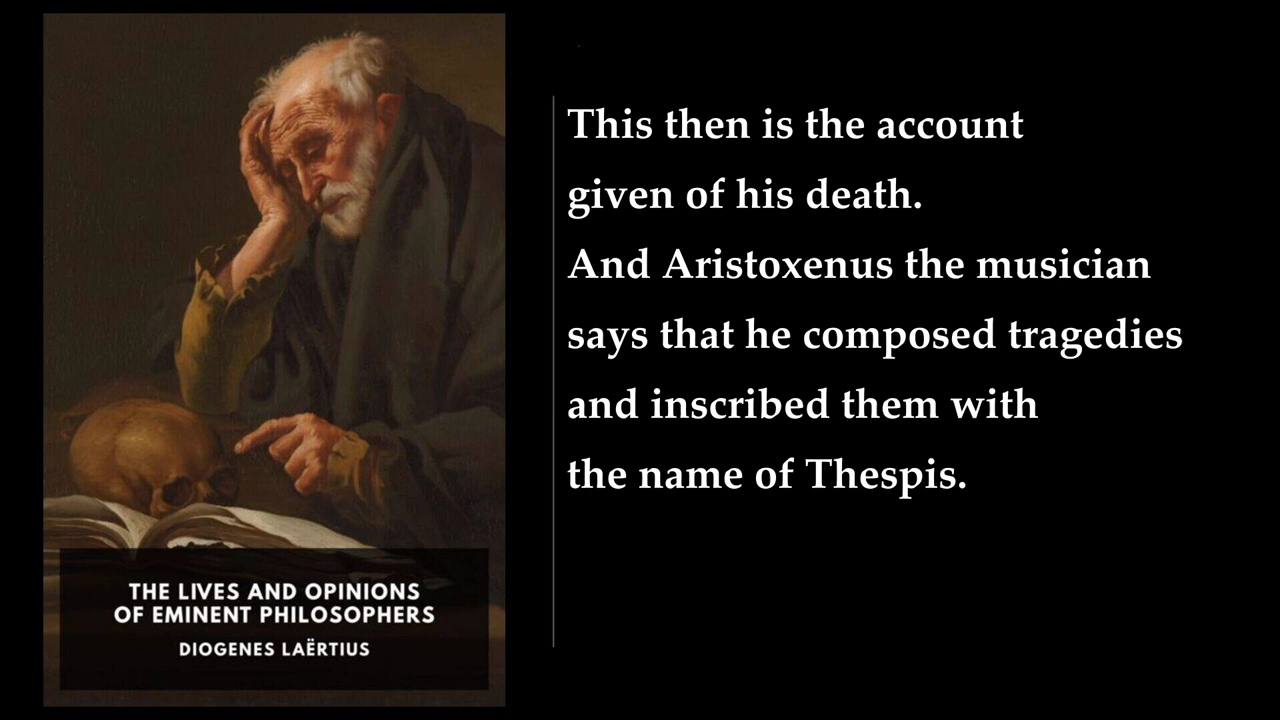 This then is the account
given of his death.
And Aristoxenus the musician
says that he composed tragedies
and inscribed them with
the name of Thespis.
THE LIVES AND OPINIONS
OF EMINENT PHILOSOPHERS
DIOGENES LAËRTIUS